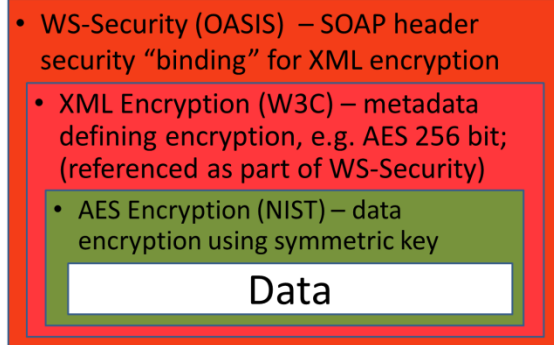 • WS-Security (OASIS) – SOAP header
security “binding” for XML encryption
• XML Encryption (W3C) – metadata
defining encryption, e.g. AES 256 bit;
(referenced as part of WS-Security)
• AES Encryption (NIST) – data
encryption using symmetric key
Data